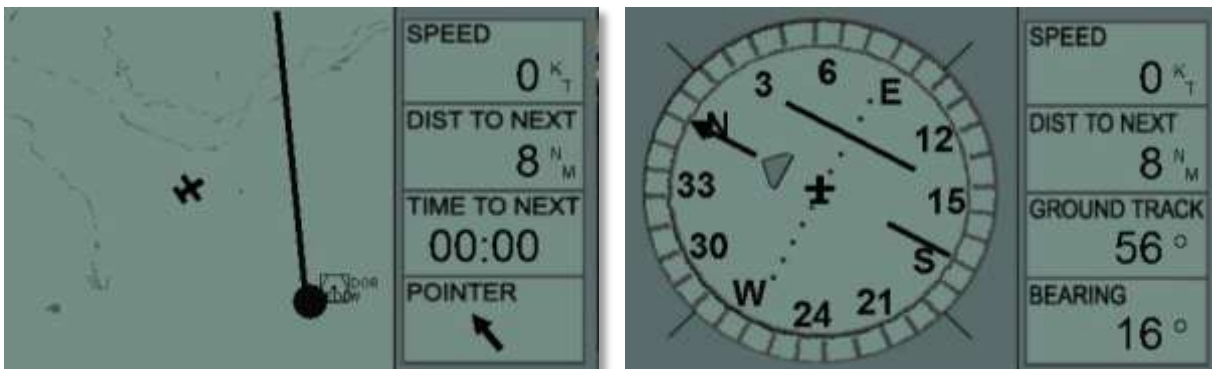 SPEED
0 KT
DIST TO NEXT
8 NM
TIME TO NEXT
00:00
POINTER
DOR
3 6 E
N 12
33 15
30 S
W 24 21
SPEED
0 KT
DIST TO NEXT
8 NM
GROUND TRACK
56 °
BEARING
16 °